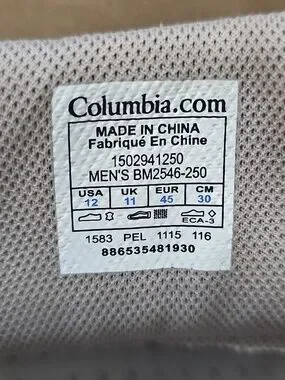 Columbia.com
MADE IN CHINA
Fabriqué En Chine
1502941250
MEN'S BM2546-250
USA UK EUR CM
12 11 45 30
ECA-3
1583 PEL 1115 116
886535481930